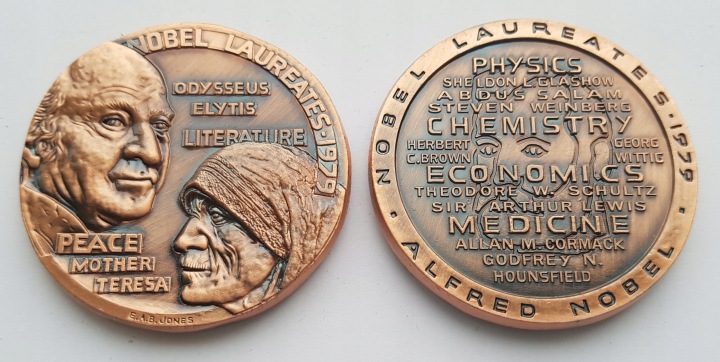 NOBEL LAUREATES·1979
ODYSSEUS
ELYTIS
LITERATURE
PEACE
MOTHER
TERESA
E.A.B. JONES
NOBEL LAUREATES·1979
PHYSICS
SHELDON L. GLASHOW
ABDUS SALAM
STEVEN WEINBERG
CHEMISTRY
HERBERT GEORG
C. BROWN WITTIG
ECONOMICS
THEODORE W. SCHULTZ
SIR ARTHUR LEWIS
MEDICINE
ALLAN M. CORMACK
GODFREY N.
HOUNSFIELD
ALFRED NOBEL